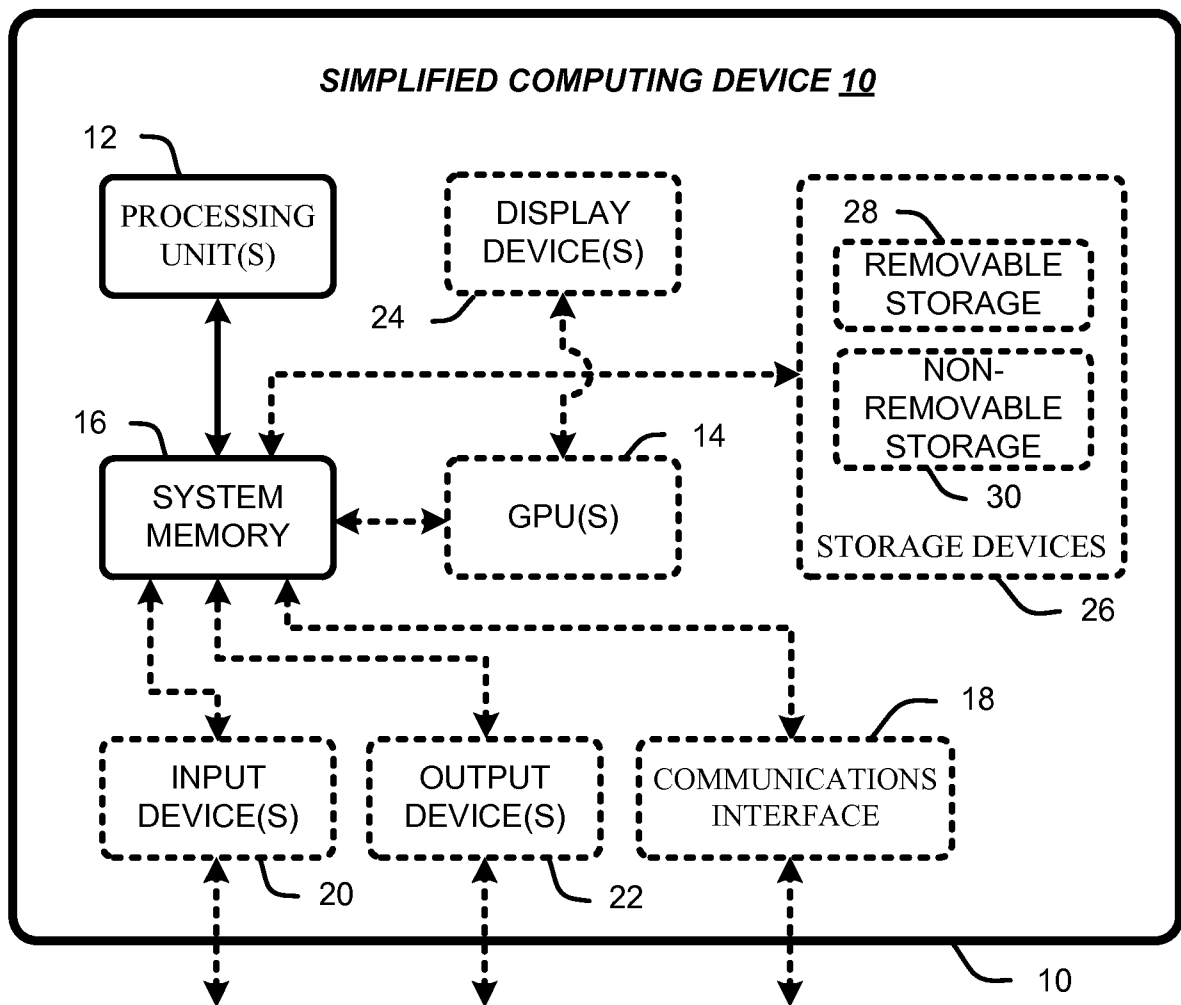 SIMPLIFIED COMPUTING DEVICE 10
12
PROCESSING
UNIT(S)
DISPLAY
DEVICE(S)
24
28
REMOVABLE
STORAGE
NON-
REMOVABLE
STORAGE
30
STORAGE DEVICES
26
16
SYSTEM
MEMORY
14
GPU(S)
INPUT
DEVICE(S)
20
OUTPUT
DEVICE(S)
22
18
COMMUNICATIONS
INTERFACE
10